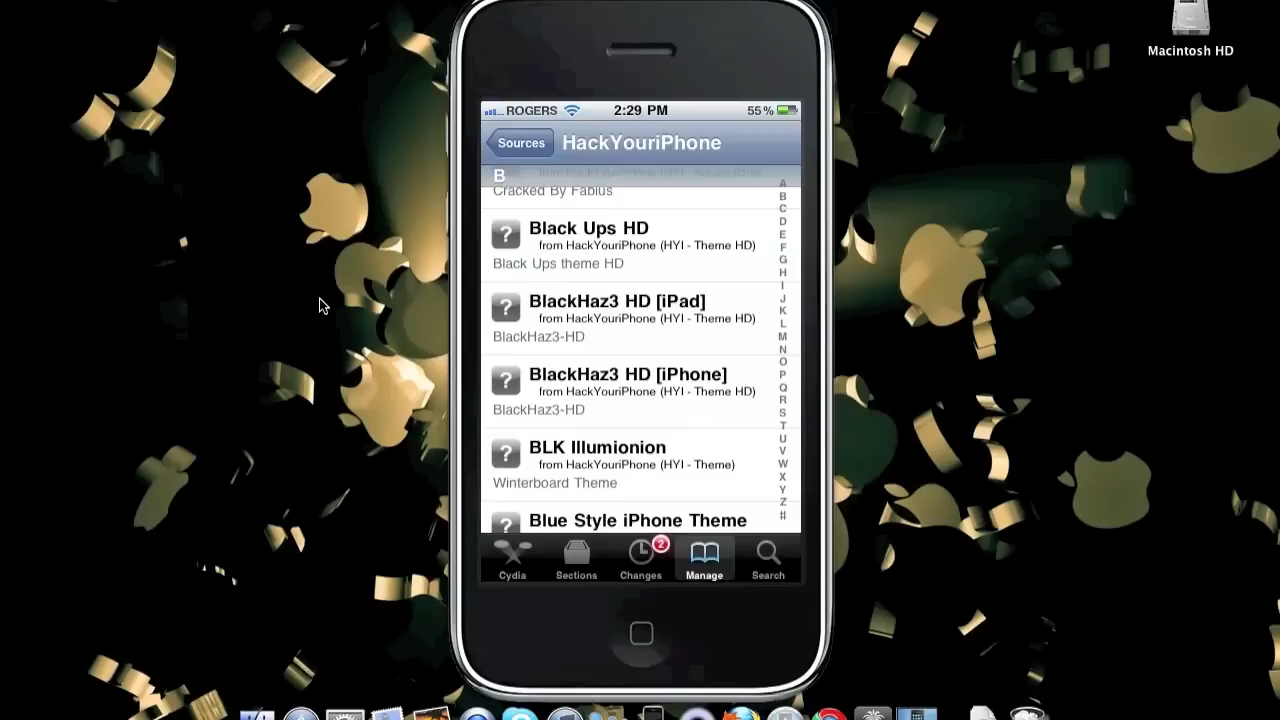 Macintosh HD
ROGERS 2:29 PM 55%
Sources HackYouriPhone
B
Cracked By Fabius
Black Ups HD
from HackYouriPhone (HYI - Theme HD)
Black Ups theme HD
BlackHaz3 HD [iPad]
from HackYouriPhone (HYI - Theme HD)
BlackHaz3-HD
BlackHaz3 HD [iPhone]
from HackYouriPhone (HYI - Theme HD)
BlackHaz3-HD
BLK Illumionion
from HackYouriPhone (HYI - Theme)
Winterboard Theme
Blue Style iPhone Theme
A
B
C
D
E
F
G
H
I
J
K
L
M
N
O
P
Q
R
S
T
U
V
W
X
Y
Z
#
2
Cydia Sections Changes Manage Search